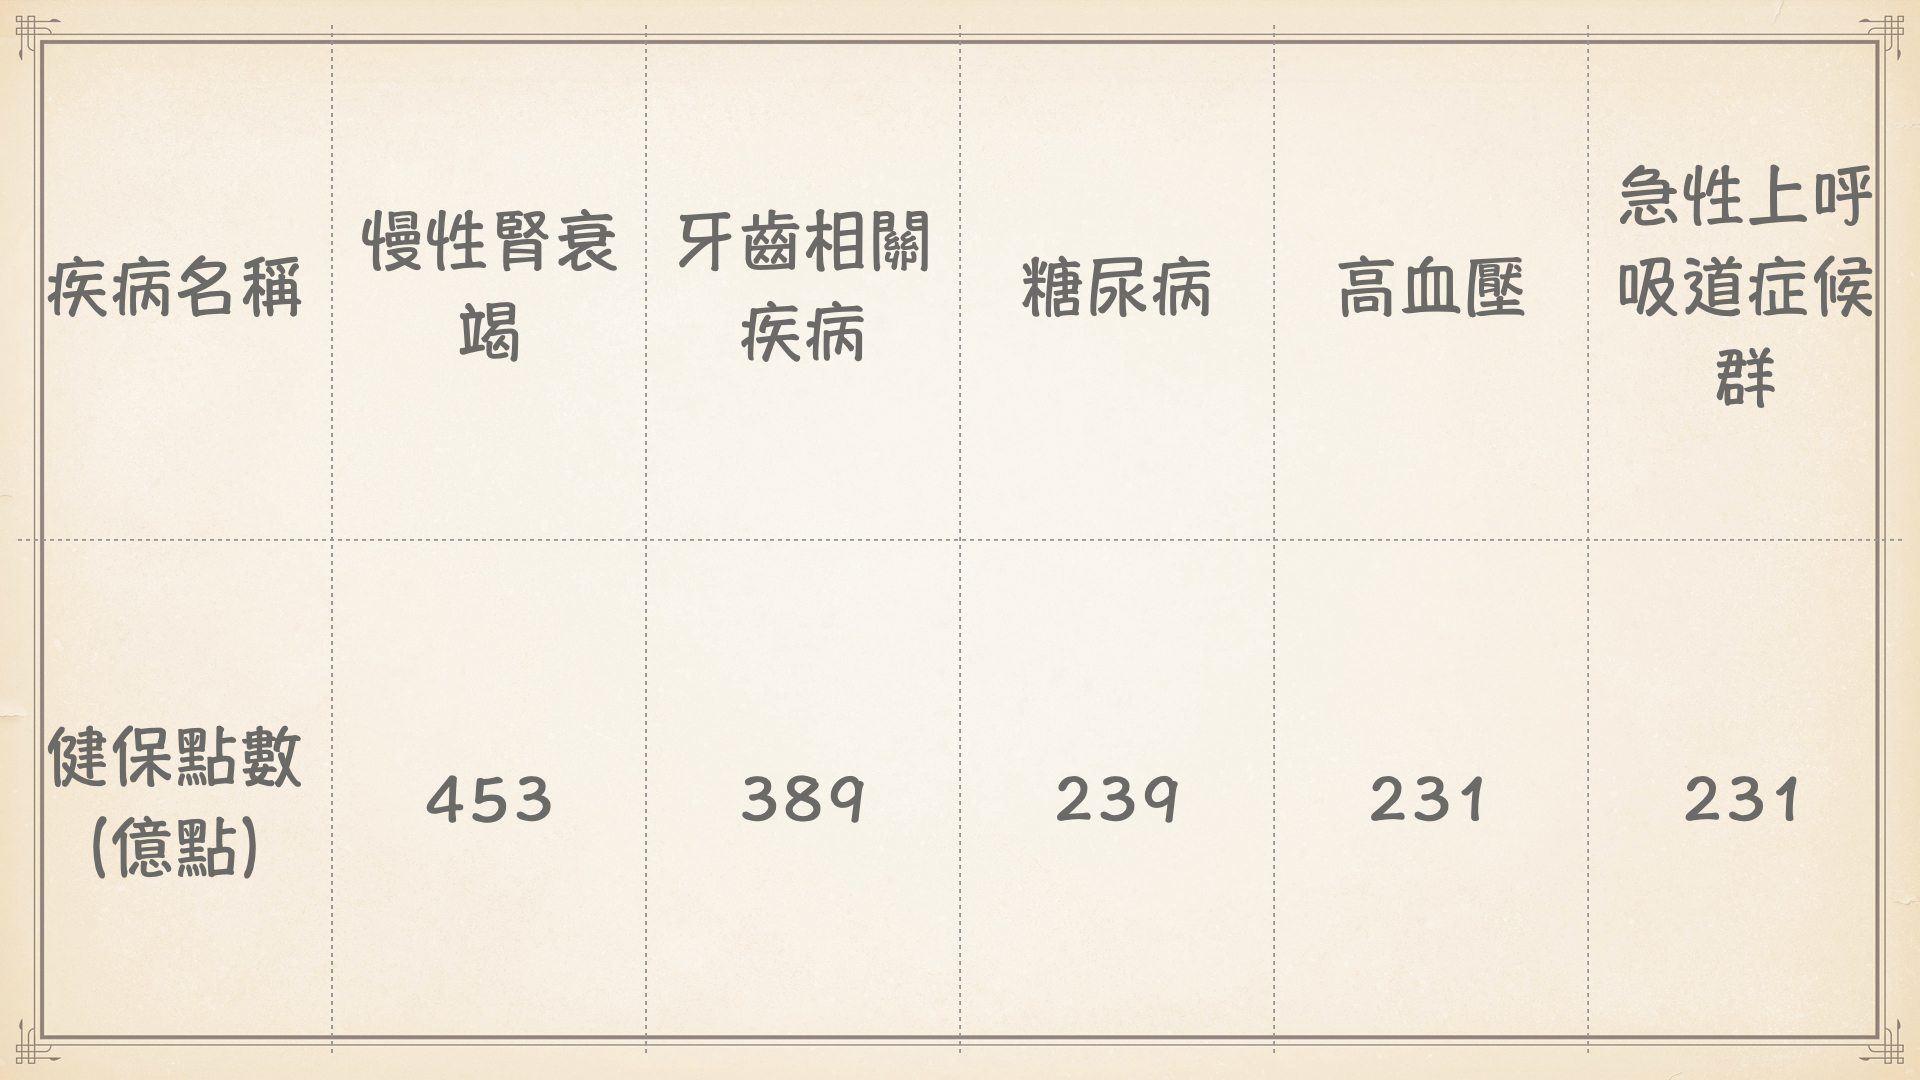 疾病名稱
慢性腎衰
竭
牙齒相關
疾病
糖尿病
高血壓
急性上呼
吸道症候
群
健保點數
(億點)
453
389
239
231
231